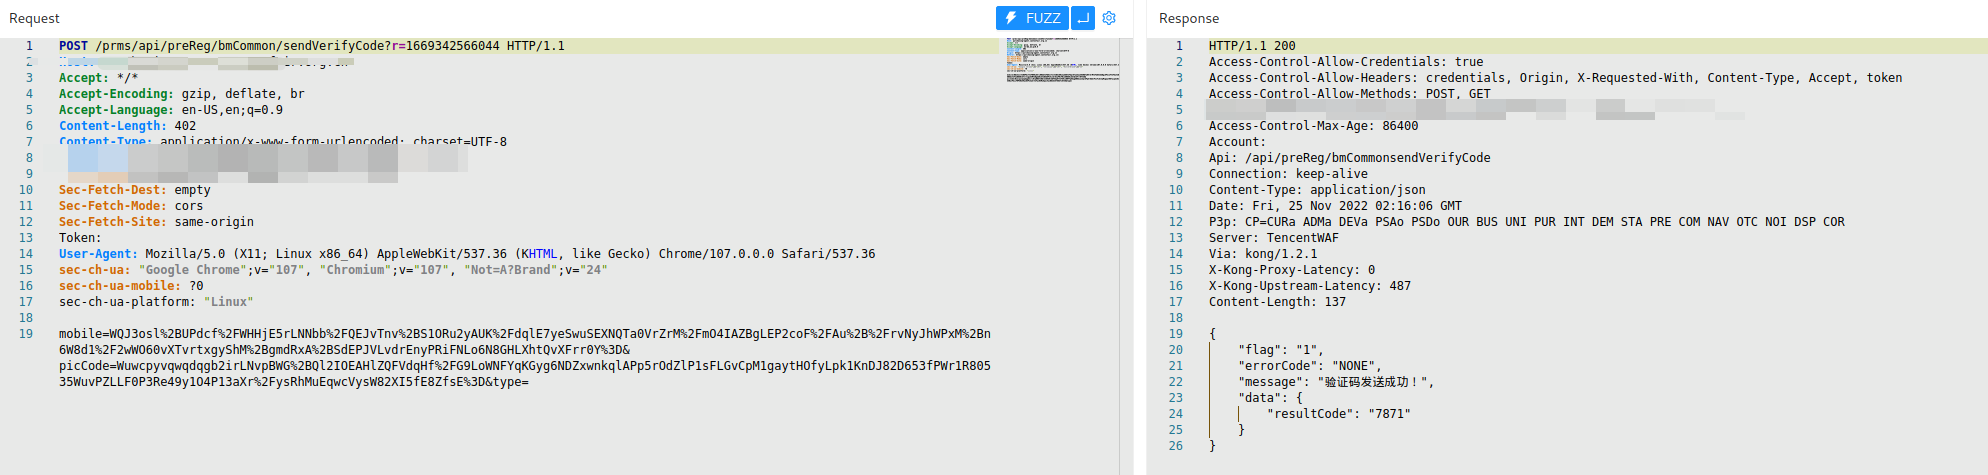 Request
FUZZ
1 POST /prms/api/preReg/bmCommon/sendVerifyCode?r=1669342566044 HTTP/1.1
2
3 Accept: */*
4 Accept-Encoding: gzip, deflate, br
5 Accept-Language: en-US,en;q=0.9
6 Content-Length: 402
7 Content-Type: application/x-www-form-urlencoded; charset=UTF-8
8
9
10 Sec-Fetch-Dest: empty
11 Sec-Fetch-Mode: cors
12 Sec-Fetch-Site: same-origin
13 Token:
14 User-Agent: Mozilla/5.0 (X11; Linux x86_64) AppleWebKit/537.36 (KHTML, like Gecko) Chrome/107.0.0.0 Safari/537.36
15 sec-ch-ua: "Google Chrome";v="107", "Chromium";v="107", "Not=A?Brand";v="24"
16 sec-ch-ua-mobile: ?0
17 sec-ch-ua-platform: "Linux"
18
19 mobile=WQJ3osl%2BUPdcf%2FWHHjE5rLNNbb%2FQEJvTnv%2BS1ORu2yAUK%2FdqlE7yeSwuSEXNQTa0VrZrM%2FmO4IAZBgLEP2coF%2FAu%2B%2FrvNyJhWPxM%2Bn
6W8d1%2F2wWO60vXTvrtxgyShM%2BgmdRxA%2BSdEPJVLvdrEnyPRiFNLo6N8GHLXhtQvXFrr0Y%3D&
picCode=Wuwcpyvqwqdqgb2irLNvpBWG%2BQl2IOEAHlZQFVdqHf%2FG9LoWNFYqKGyg6NDZxwnkqlAPp5rOdZlP1sFLGvCpM1gaytHOfyLpk1KnDJ82D653fPWr1R805
35WuvPZLLF0P3Re49y1O4P13aXr%2FysRhMuEqwcVysW82XI5fE8ZfsE%3D&type=
Response
1 HTTP/1.1 200
2 Access-Control-Allow-Credentials: true
3 Access-Control-Allow-Headers: credentials, Origin, X-Requested-With, Content-Type, Accept, token
4 Access-Control-Allow-Methods: POST, GET
5
6 Access-Control-Max-Age: 86400
7 Account:
8 Api: /api/preReg/bmCommonsendVerifyCode
9 Connection: keep-alive
10 Content-Type: application/json
11 Date: Fri, 25 Nov 2022 02:16:06 GMT
12 P3p: CP=CURa ADMa DEVa PSAo PSDo OUR BUS UNI PUR INT DEM STA PRE COM NAV OTC NOI DSP COR
13 Server: TencentWAF
14 Via: kong/1.2.1
15 X-Kong-Proxy-Latency: 0
16 X-Kong-Upstream-Latency: 487
17 Content-Length: 137
18
19 {
20 "flag": "1",
21 "errorCode": "NONE",
22 "message": "验证码发送成功！",
23 "data": {
24 "resultCode": "7871"
25 }
26 }